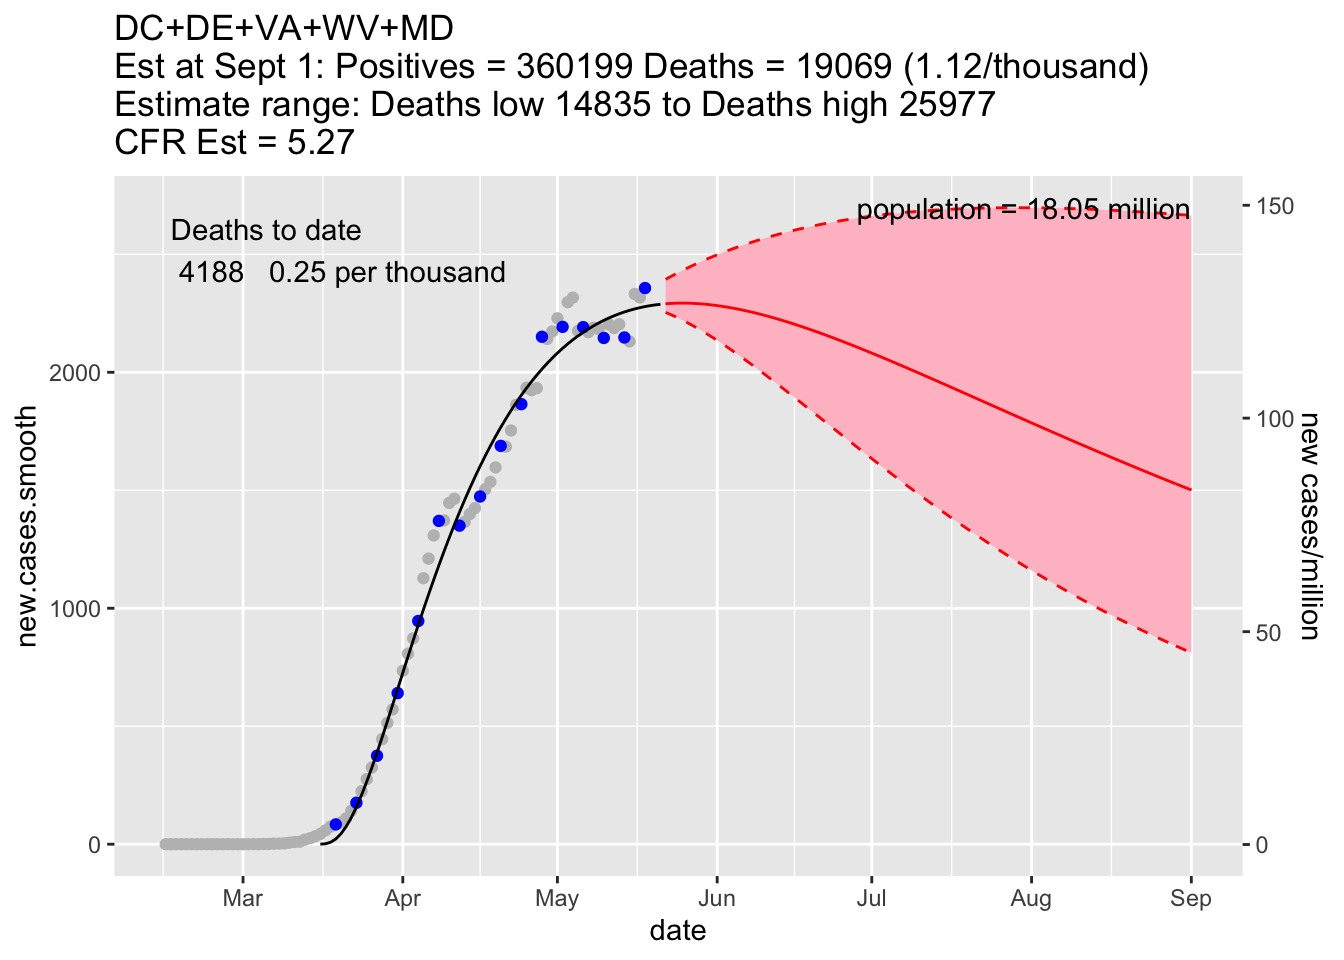 DC+DE+VA+WV+MD
Est at Sept 1: Positives = 360199 Deaths = 19069 (1.12/thousand)
Estimate range: Deaths low 14835 to Deaths high 25977
CFR Est = 5.27
population = 18.05 million
Deaths to date
4188 0.25 per thousand
new.cases.smooth
2000
1000
0
150
100
50
0
new cases/million
Mar Apr May Jun Jul Aug Sep
date